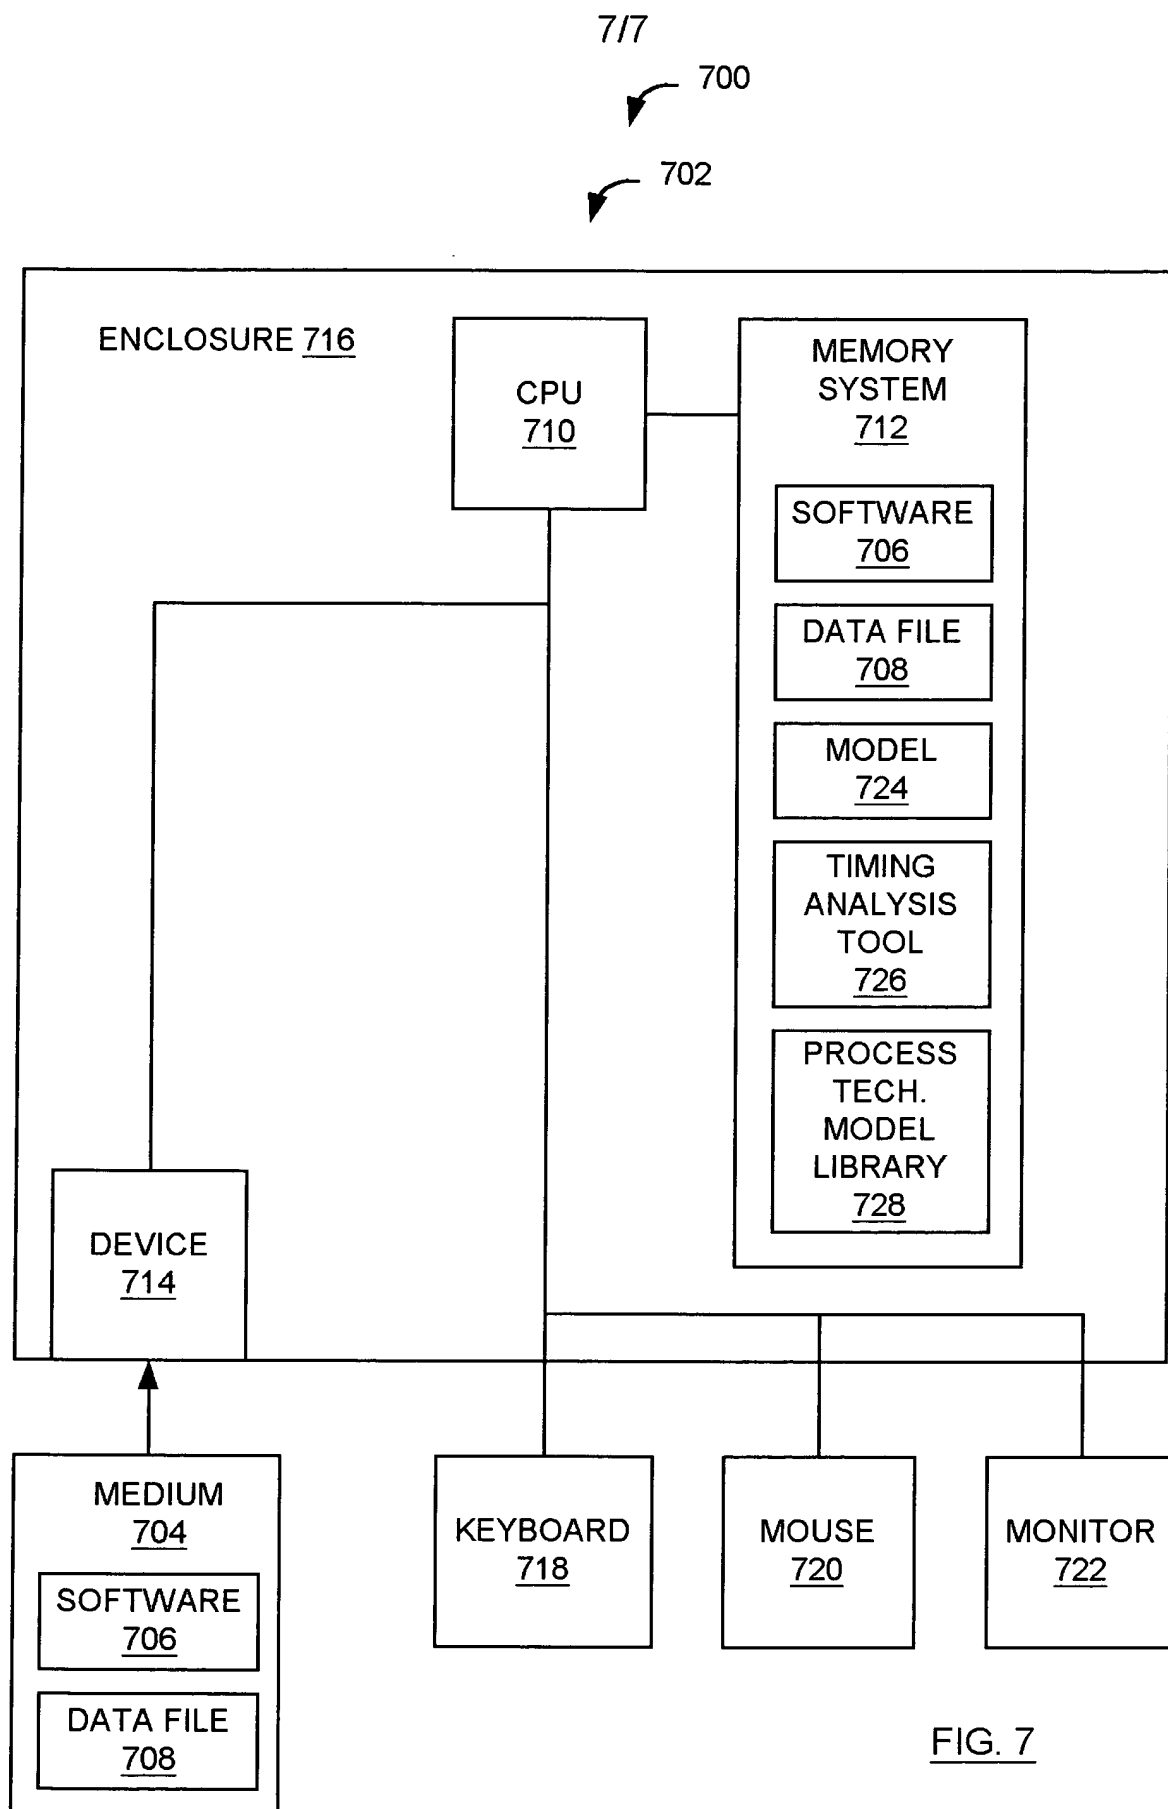 7/7
700
702
ENCLOSURE 716
CPU
710
MEMORY
SYSTEM
712
SOFTWARE
706
DATA FILE
708
MODEL
724
TIMING
ANALYSIS
TOOL
726
PROCESS
TECH.
MODEL
LIBRARY
728
DEVICE
714
MEDIUM
704
SOFTWARE
706
DATA FILE
708
KEYBOARD
718
MOUSE
720
MONITOR
722
FIG. 7